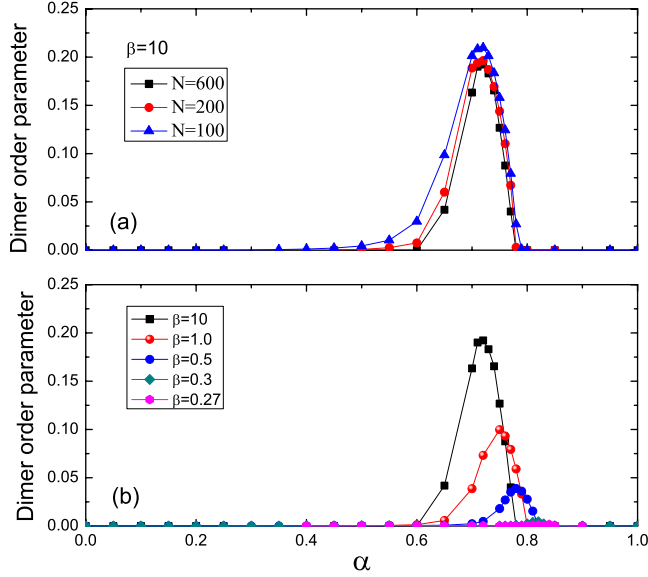 0.25
0.20
0.15
0.10
0.05
0.00
Dimer order parameter
β=10
N=600
N=200
N=100
(a)
0.25
0.20
0.15
0.10
0.05
0.00
Dimer order parameter
β=10
β=1.0
β=0.5
β=0.3
β=0.27
(b)
0.0 0.2 0.4 0.6 0.8 1.0
α